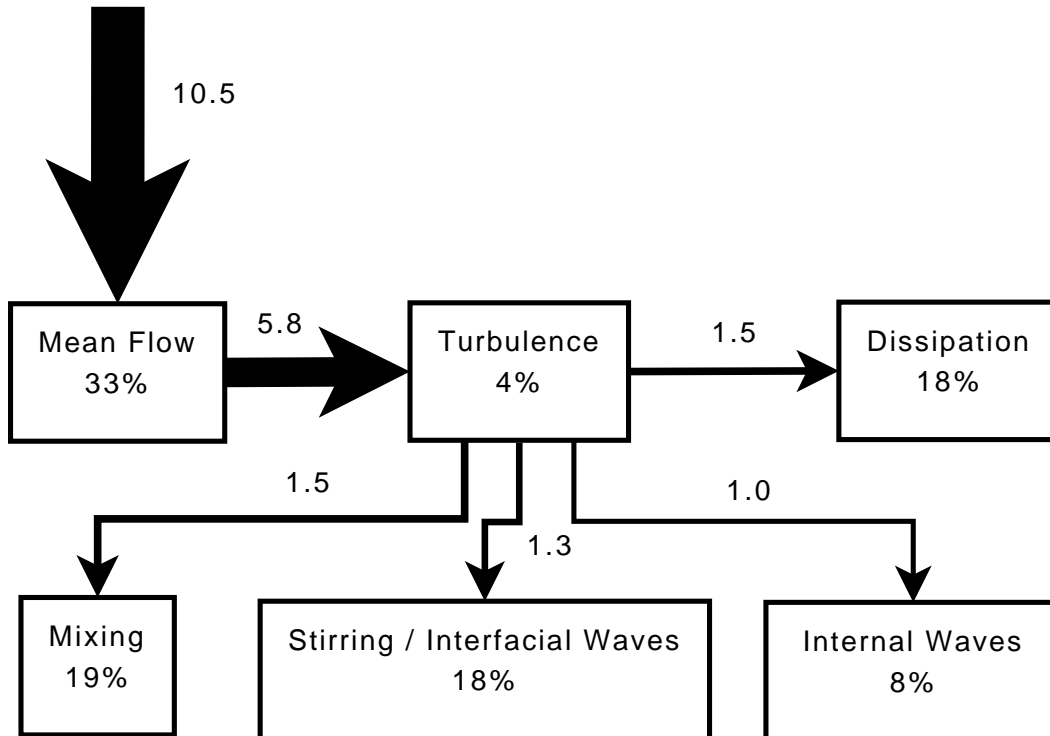 10.5
Mean Flow
33%
5.8
Turbulence
4%
1.5
Dissipation
18%
1.5
1.3
1.0
Mixing
19%
Stirring / Interfacial Waves
18%
Internal Waves
8%